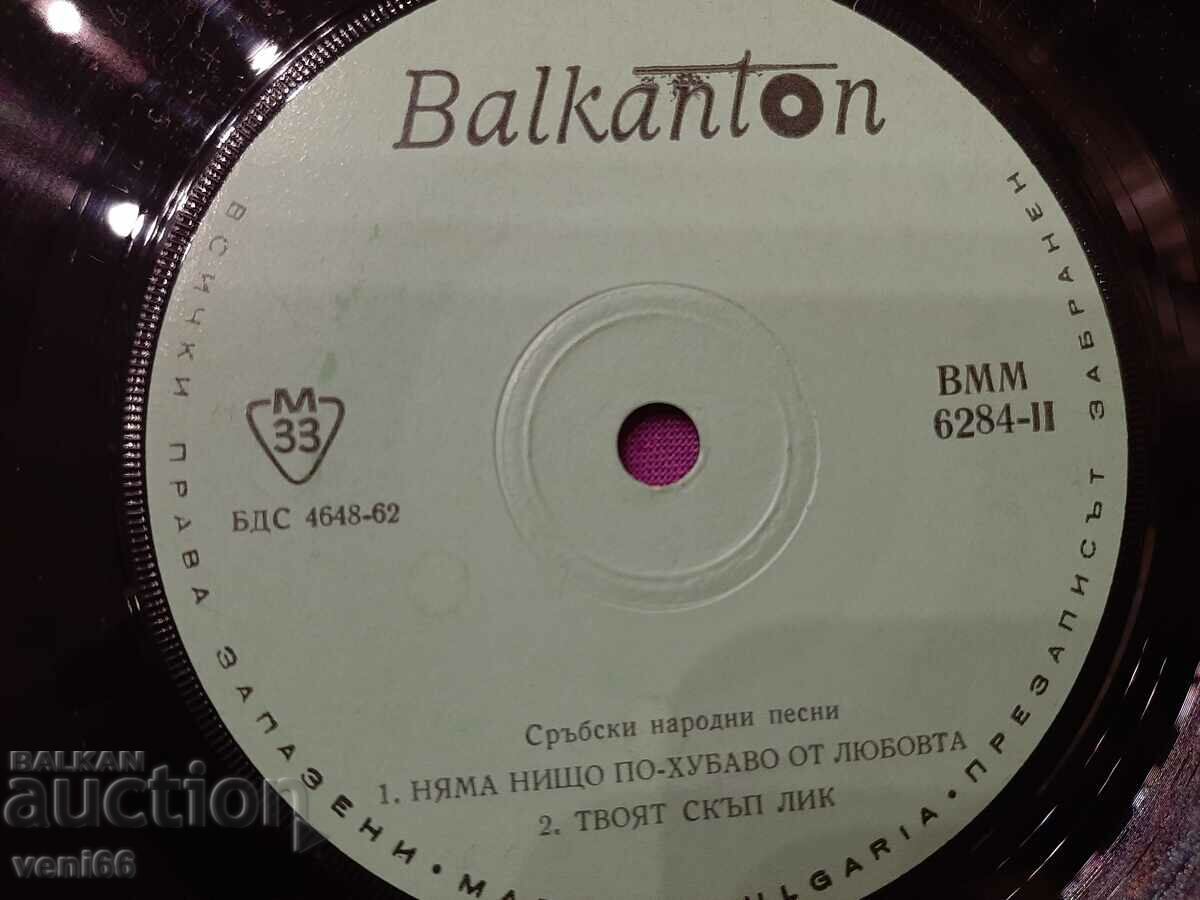 Balkanton
ВСИЧКИ ПРАВА ЗАПАЗЕНИ •
ПРЕЗАПИСЪТ ЗАБРАНЕН
М
33
БДС 4648-62
ВММ
6284-II
Сръбски народни песни
1. НЯМА НИЩО ПО-ХУБАВО ОТ ЛЮБОВТА
2. ТВОЯТ СКЪП ЛИК
BALKAN
auction
veni66